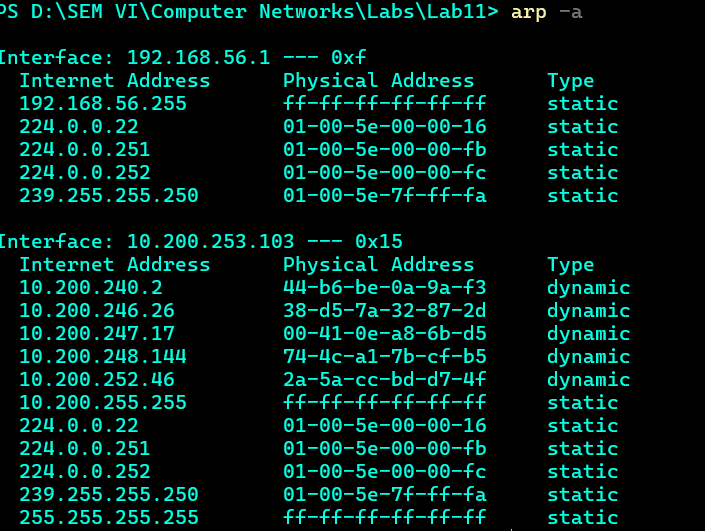 PS D:\SEM VI\Computer Networks\Labs\Lab11> arp -a
Interface: 192.168.56.1 --- 0xf
Internet Address Physical Address Type
192.168.56.255 ff-ff-ff-ff-ff-ff static
224.0.0.22 01-00-5e-00-00-16 static
224.0.0.251 01-00-5e-00-00-fb static
224.0.0.252 01-00-5e-00-00-fc static
239.255.255.250 01-00-5e-7f-ff-fa static
Interface: 10.200.253.103 --- 0x15
Internet Address Physical Address Type
10.200.240.2 44-b6-be-0a-9a-f3 dynamic
10.200.246.26 38-d5-7a-32-87-2d dynamic
10.200.247.17 00-41-0e-a8-6b-d5 dynamic
10.200.248.144 74-4c-a1-7b-cf-b5 dynamic
10.200.252.46 2a-5a-cc-bd-d7-4f dynamic
10.200.255.255 ff-ff-ff-ff-ff-ff static
224.0.0.22 01-00-5e-00-00-16 static
224.0.0.251 01-00-5e-00-00-fb static
224.0.0.252 01-00-5e-00-00-fc static
239.255.255.250 01-00-5e-7f-ff-fa static
255.255.255.255 ff-ff-ff-ff-ff-ff static